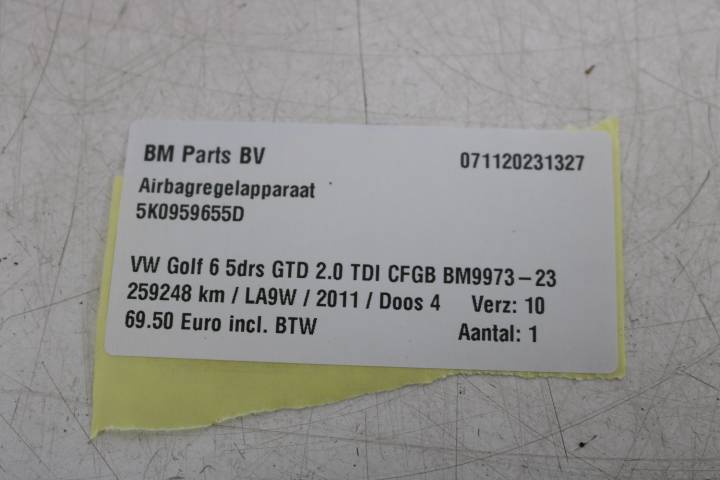 BM Parts BV 071120231327
Airbagregelapparaat
5K0959655D
VW Golf 6 5drs GTD 2.0 TDI CFGB BM9973-23
259248 km / LA9W / 2011 / Doos 4 Verz: 10
69.50 Euro incl. BTW Aantal: 1